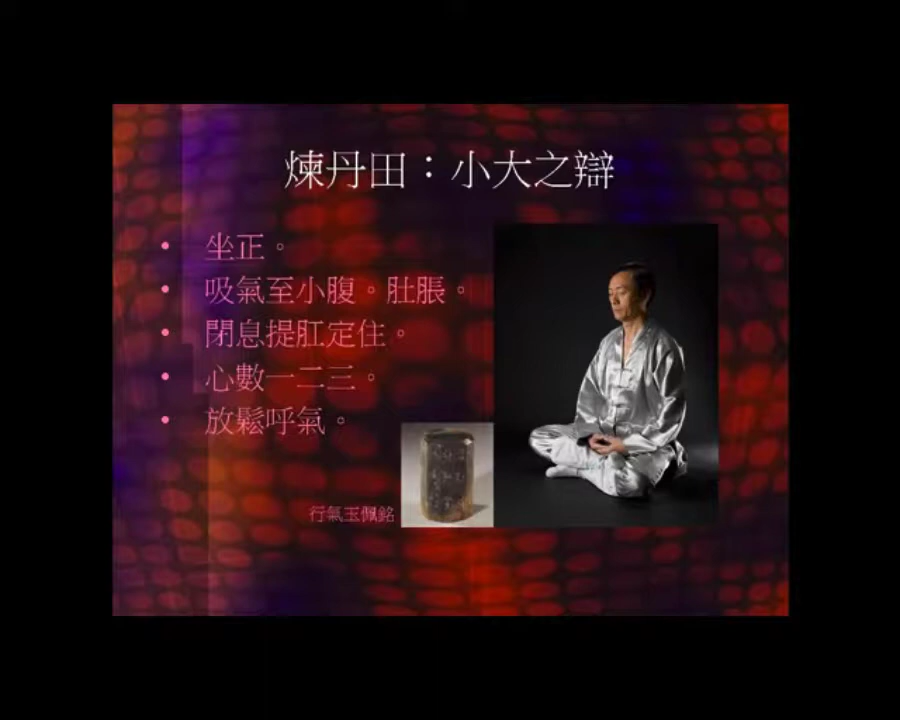 煉丹田：小大之辯
• 坐正。
• 吸氣至小腹。肚脹。
• 閉息提肛定住。
• 心數一二三。
• 放鬆呼氣。
行氣玉佩銘